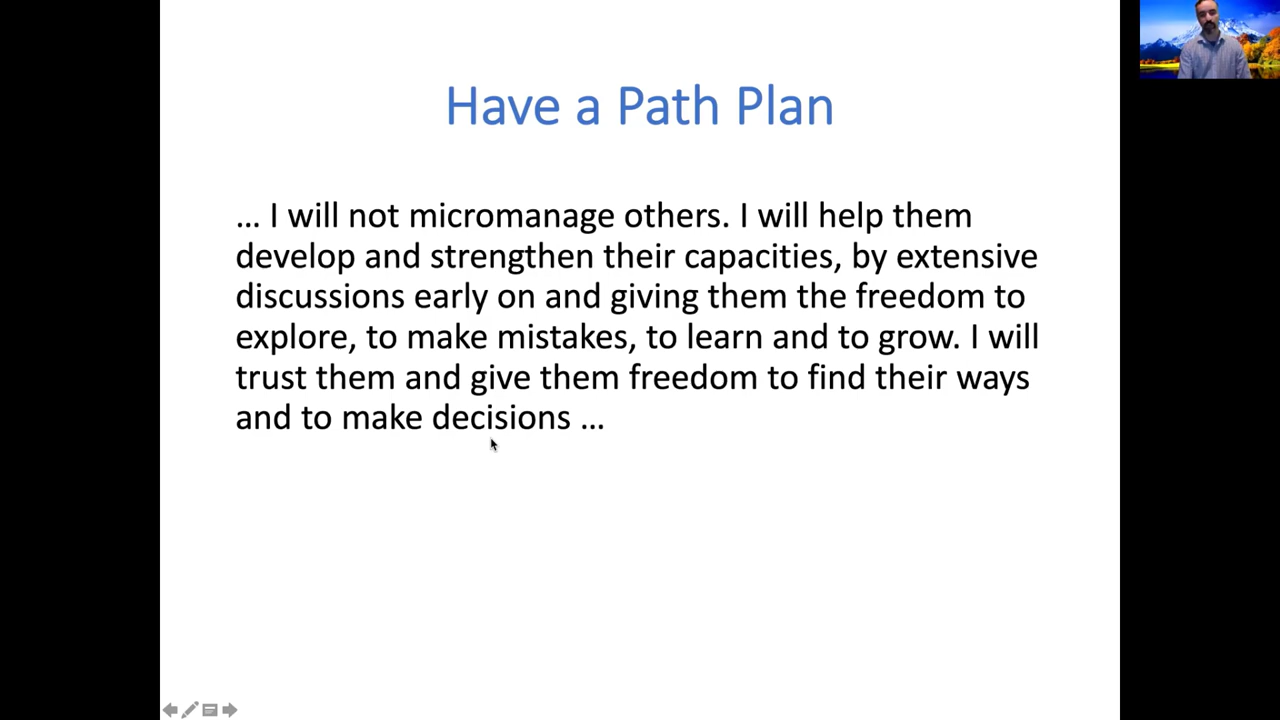 Have a Path Plan
… I will not micromanage others. I will help them
develop and strengthen their capacities, by extensive
discussions early on and giving them the freedom to
explore, to make mistakes, to learn and to grow. I will
trust them and give them freedom to find their ways
and to make decisions …